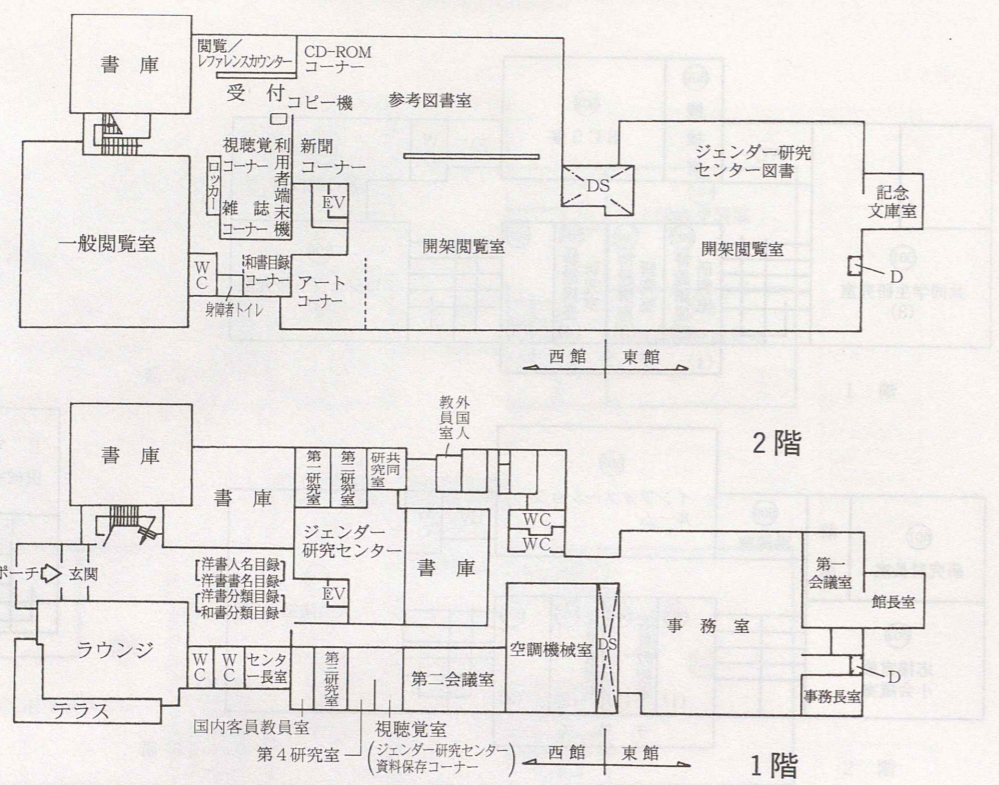 書庫
閲覧／
レファレンスカウンター
CD-ROM
コーナー
受付
コピー機
参考図書室
視聴覚
コーナー
利用者端末機
新聞
コーナー
ロッカー
雑誌
コーナー
EV
一般閲覧室
WC
和書目録
コーナー
身障者トイレ
アート
コーナー
開架閲覧室
DS
ジェンダー研究
センター図書
記念
文庫室
開架閲覧室
D
西館
東館
2階
書庫
書庫
第一研究室
第二研究室
共同
研究室
外国人
教員室
ジェンダー
研究センター
書庫
WC
WC
ポーチ
玄関
洋書人名目録
洋書書名目録
洋書分類目録
和書分類目録
EV
ラウンジ
テラス
WC
WC
センタ
ー長室
第三研究室
国内客員教員室
第4研究室
視聴覚室
（ジェンダー研究センター
資料保存コーナー）
第二会議室
空調機械室
DS
事務室
第一
会議室
館長室
D
事務長室
西館
東館
1階